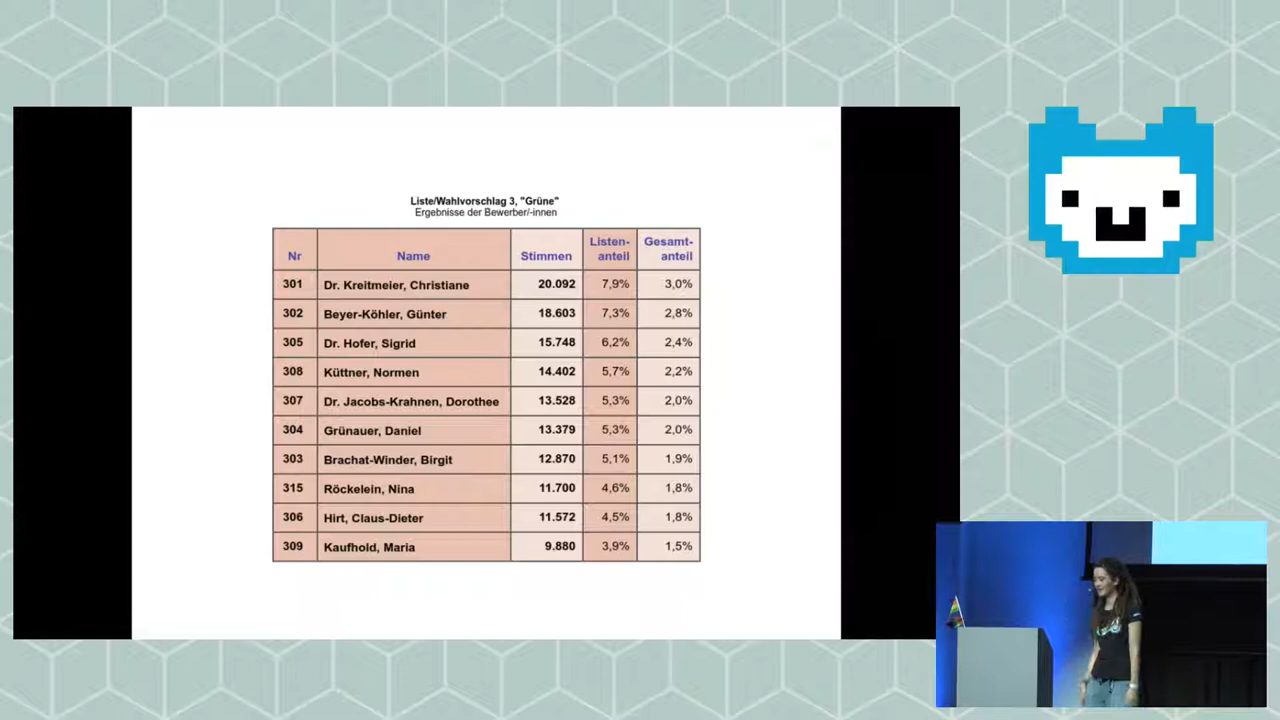 Liste/Wahlvorschlag 3, "Grüne"
Ergebnisse der Bewerber/-innen
Nr Name Stimmen Listen-anteil Gesamt-anteil
301 Dr. Kreitmeier, Christiane 20.092 7,9% 3,0%
302 Beyer-Köhler, Günter 18.603 7,3% 2,8%
305 Dr. Hofer, Sigrid 15.748 6,2% 2,4%
308 Küttner, Normen 14.402 5,7% 2,2%
307 Dr. Jacobs-Krahnen, Dorothee 13.528 5,3% 2,0%
304 Grünauer, Daniel 13.379 5,3% 2,0%
303 Brachat-Winder, Birgit 12.870 5,1% 1,9%
315 Röckelein, Nina 11.700 4,6% 1,8%
306 Hirt, Claus-Dieter 11.572 4,5% 1,8%
309 Kaufhold, Maria 9.880 3,9% 1,5%